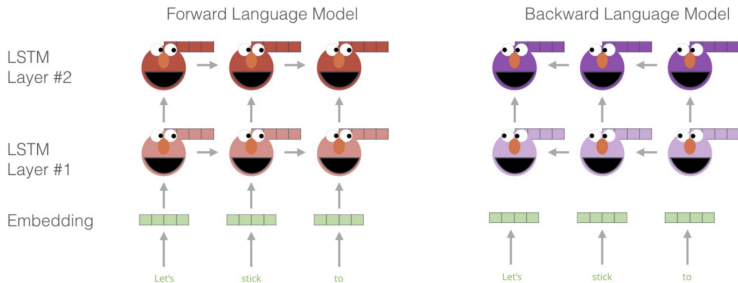 Forward Language Model
Backward Language Model
LSTM
Layer #2
LSTM
Layer #1
Embedding
Let's stick to
Let's stick to